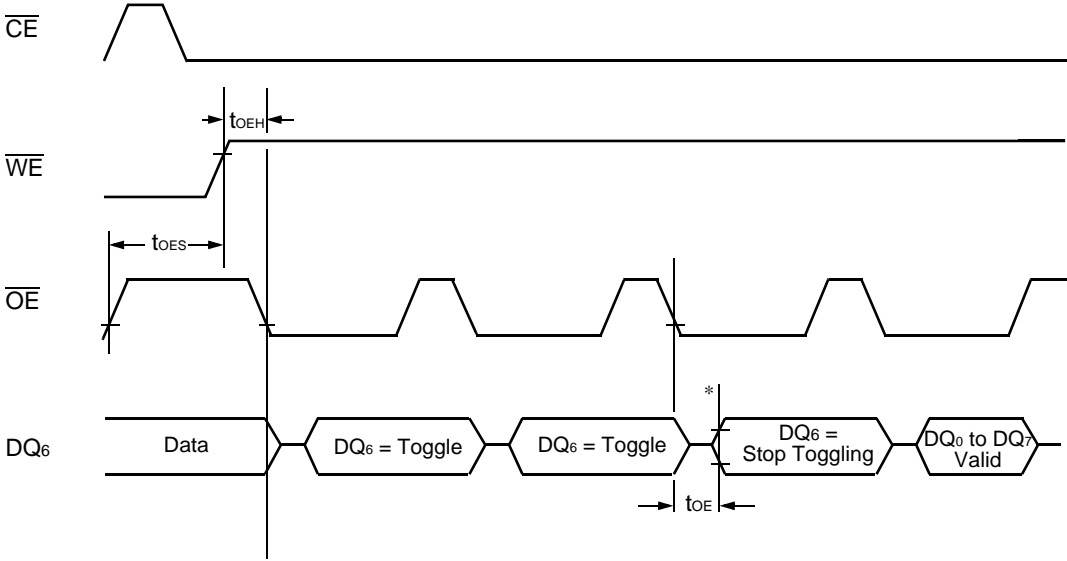 CE
tOEH
WE
tOES
OE
*
DQ6
Data
DQ6 = Toggle
DQ6 = Toggle
DQ6 =
Stop Toggling
DQ0 to DQ7
Valid
tOE